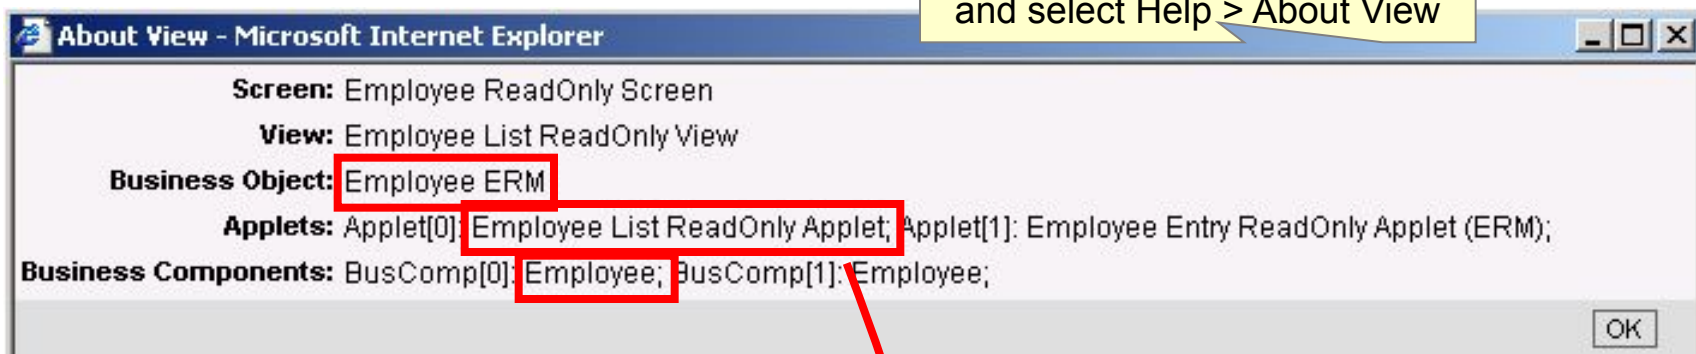 and select Help > About View
About View - Microsoft Internet Explorer
Screen: Employee ReadOnly Screen
View: Employee List ReadOnly View
Business Object: Employee ERM
Applets: Applet[0]: Employee List ReadOnly Applet; Applet[1]: Employee Entry ReadOnly Applet (ERM);
Business Components: BusComp[0]: Employee; BusComp[1]: Employee;
OK